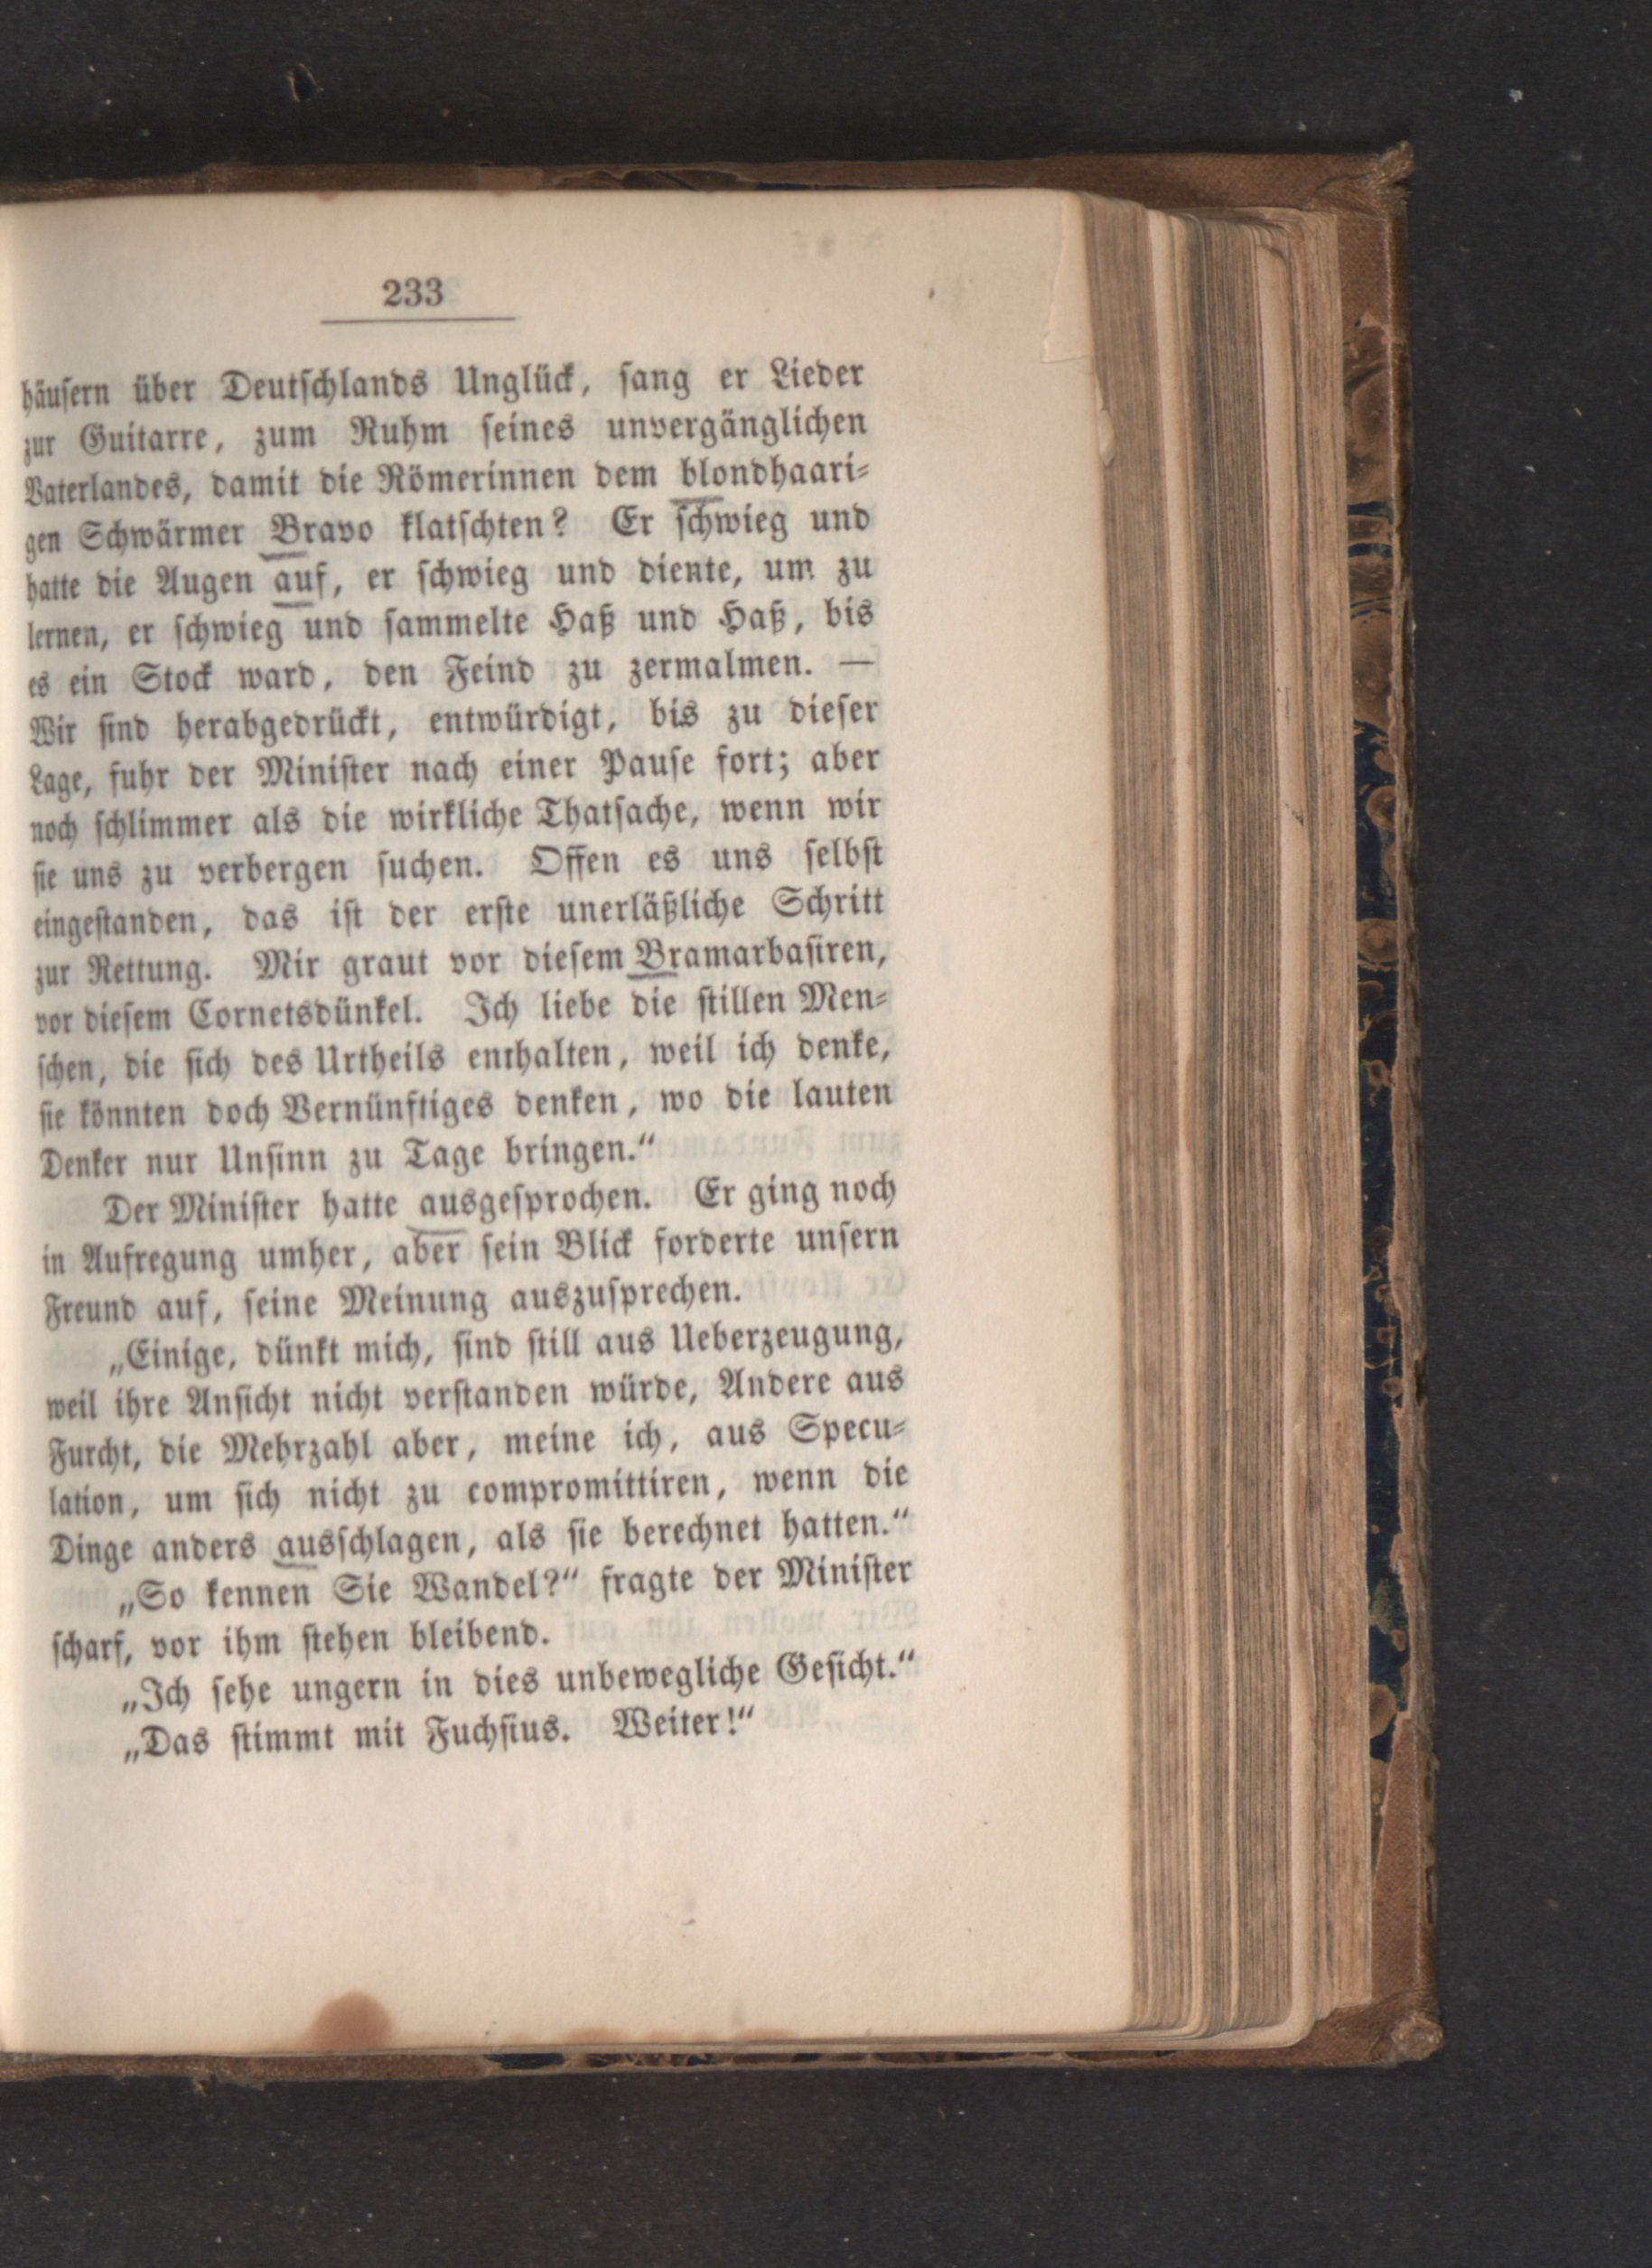 233
häuſern über Deutſchlands Unglück, ſang er Lieder
zur Guitarre, zum Ruhm ſeines unvergänglichen
Vaterlandes, damit die Römerinnen dem blondhaari⸗
gen Schwärmer Bravo klatſchten? Er ſchwieg und
hatte die Augen auf, er ſchwieg und diente, um zu
lernen, er ſchwieg und ſammelte Haß und Haß, bis
es ein Stock ward, den Feind zu zermalmen. —
Wir ſind herabgedrückt, entwürdigt, bis zu dieſer
Lage, fuhr der Miniſter nach einer Pauſe fort; aber
noch ſchlimmer als die wirkliche Thatſache, wenn wir
ſie uns zu verbergen ſuchen. Offen es uns ſelbſt
eingeſtanden, das iſt der erſte unerläßliche Schritt
zur Rettung. Mir graut vor dieſem Bramarbaſiren,
vor dieſem Cornetsdünkel. Ich liebe die ſtillen Men⸗
ſchen, die ſich des Urtheils enthalten, weil ich denke,
ſie könnten doch Vernünftiges denken, wo die lauten
Denker nur Unſinn zu Tage bringen.“
Der Miniſter hatte ausgeſprochen. Er ging noch
in Aufregung umher, aber ſein Blick forderte unſern
Freund auf, ſeine Meinung auszuſprechen.
„Einige, dünkt mich, ſind ſtill aus Ueberzeugung,
weil ihre Anſicht nicht verſtanden würde, Andere aus
Furcht, die Mehrzahl aber, meine ich, aus Specu⸗
lation, um ſich nicht zu compromittiren, wenn die
Dinge anders ausſchlagen, als ſie berechnet hatten.“
„So kennen Sie Wandel?“ fragte der Miniſter
ſcharf, vor ihm ſtehen bleibend.
„Ich ſehe ungern in dies unbewegliche Geſicht.“
„Das ſtimmt mit Fuchſius. Weiter!“